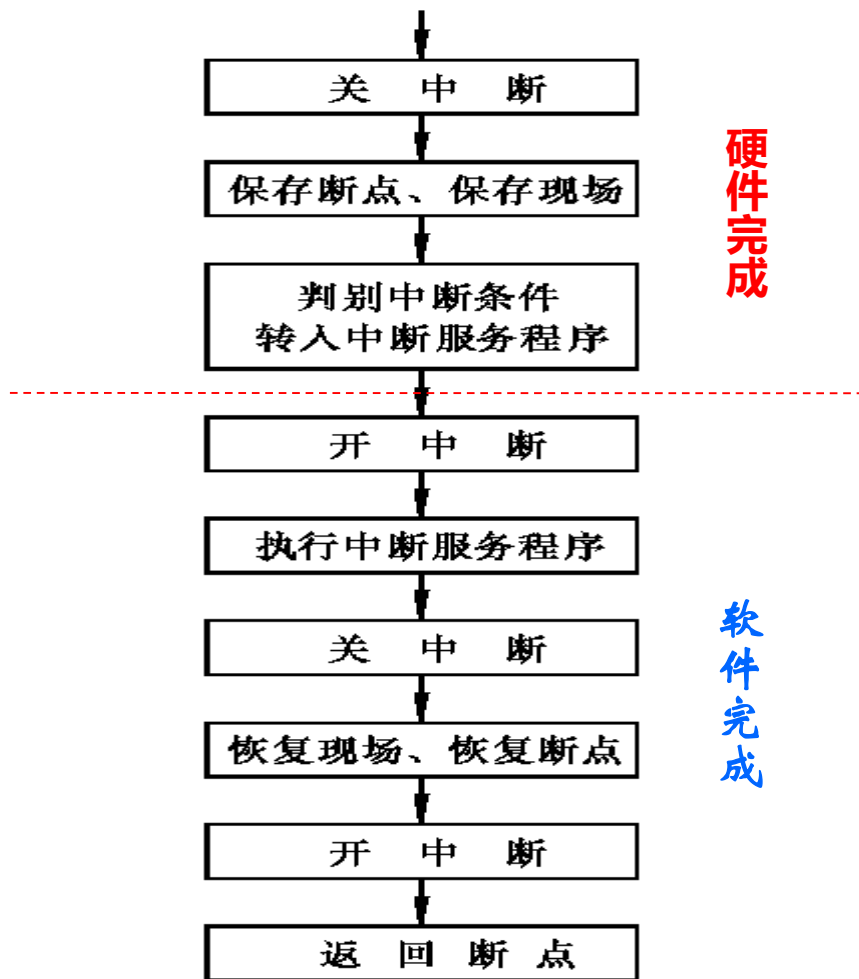 关中断
保存断点、保存现场
判别中断条件
转入中断服务程序
硬件完成
开中断
执行中断服务程序
关中断
恢复现场、恢复断点
开中断
返回断点
软件完成